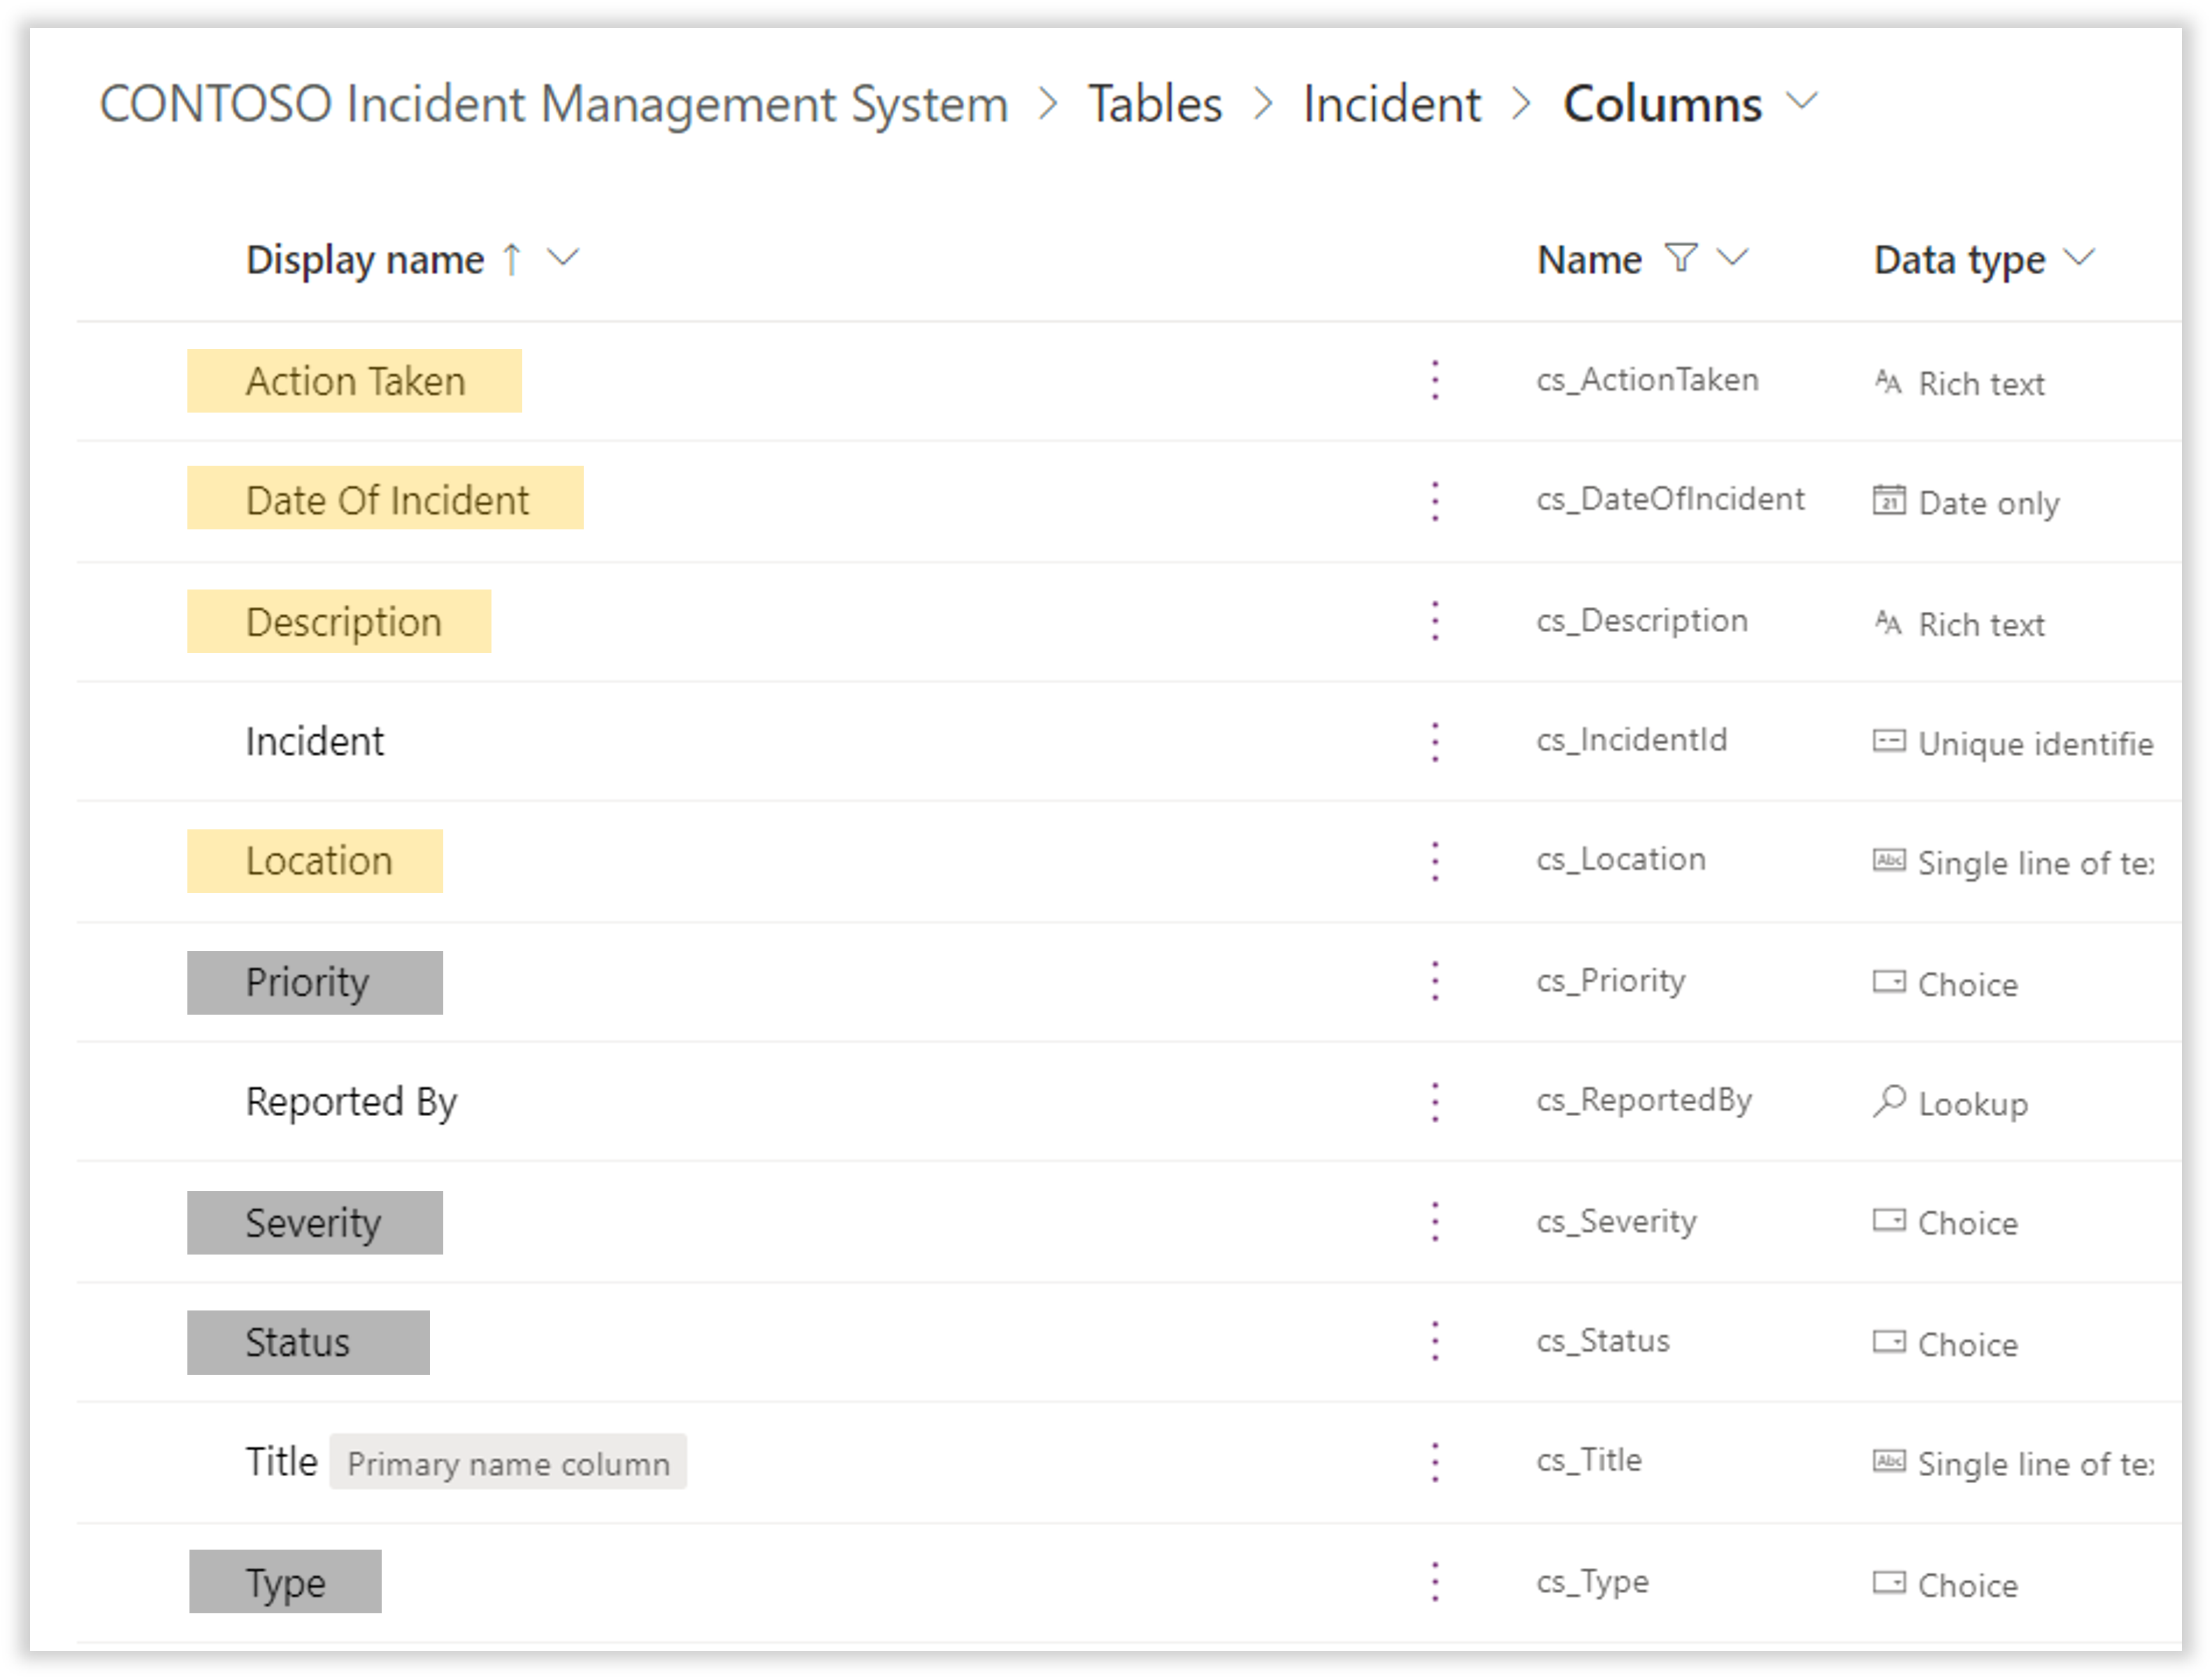 CONTOSO Incident Management System > Tables > Incident > Columns
Display name ↑ Name Data type
Action Taken cs_ActionTaken Rich text
Date Of Incident cs_DateOfIncident 21 Date only
Description cs_Description Rich text
Incident cs_IncidentId Unique identifie
Location cs_Location Abc Single line of te
Priority cs_Priority Choice
Reported By cs_ReportedBy Lookup
Severity cs_Severity Choice
Status cs_Status Choice
Title Primary name column cs_Title Abc Single line of te
Type cs_Type Choice